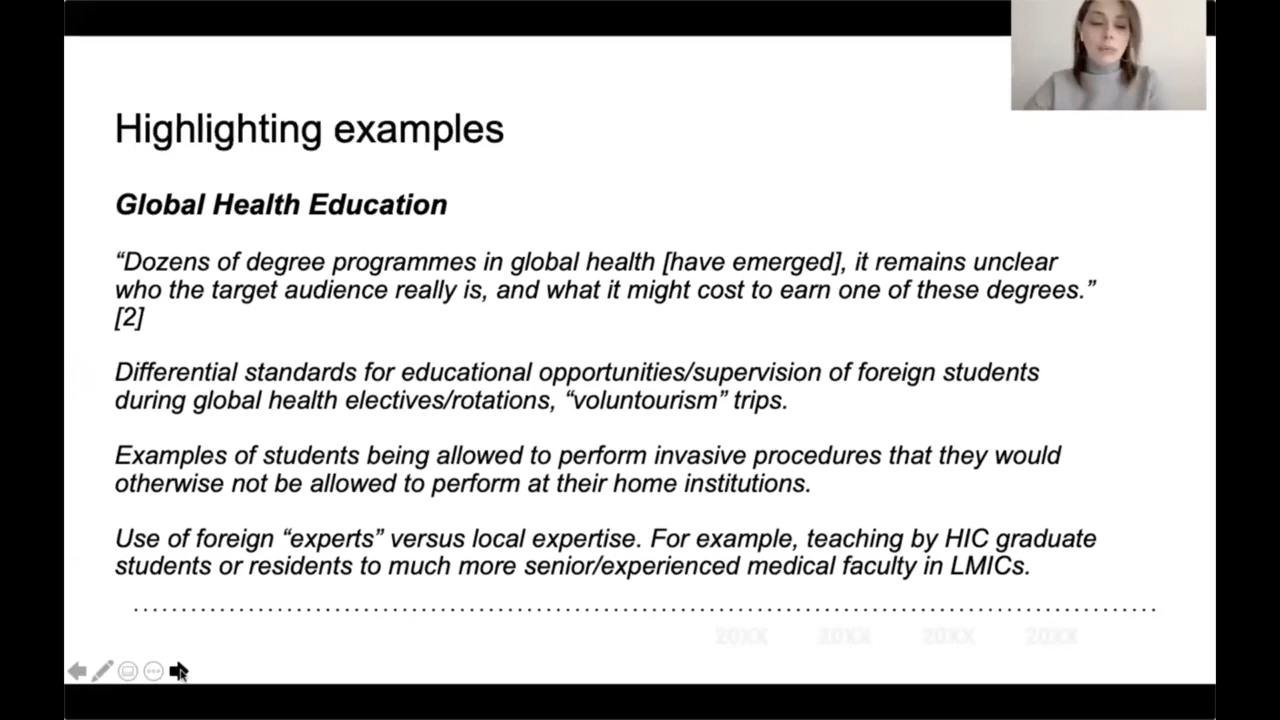 Highlighting examples
Global Health Education
“Dozens of degree programmes in global health [have emerged], it remains unclear
who the target audience really is, and what it might cost to earn one of these degrees.”
[2]
Differential standards for educational opportunities/supervision of foreign students
during global health electives/rotations, “voluntourism” trips.
Examples of students being allowed to perform invasive procedures that they would
otherwise not be allowed to perform at their home institutions.
Use of foreign “experts” versus local expertise. For example, teaching by HIC graduate
students or residents to much more senior/experienced medical faculty in LMICs.
20XX 20XX 20XX 20XX